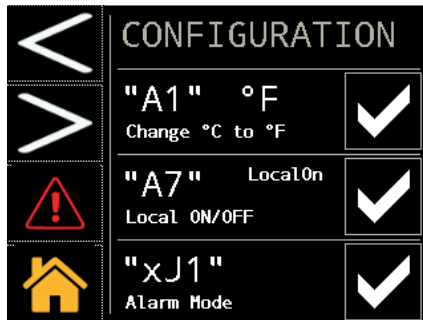 CONFIGURATION
"A1" °F
Change °C to °F
"A7" LocalOn
Local ON/OFF
"xJ1"
Alarm Mode